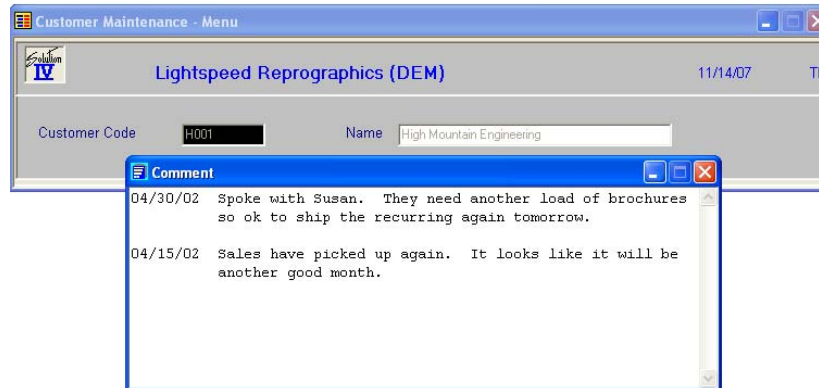 Customer Maintenance - Menu
Solution
IV
Lightspeed Reprographics (DEM)
11/14/07
Customer Code
H001
Name
High Mountain Engineering
Comment
04/30/02 Spoke with Susan. They need another load of brochures
so ok to ship the recurring again tomorrow.
04/15/02 Sales have picked up again. It looks like it will be
another good month.